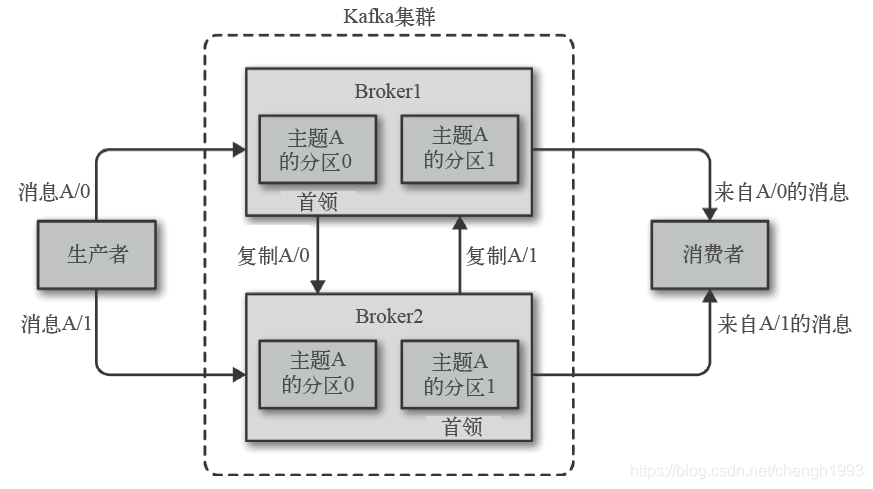 Kafka集群
Broker1
主题A
的分区0
主题A
的分区1
首领
消息A/0
来自A/0的消息
生产者
复制A/0
复制A/1
消费者
消息A/1
来自A/1的消息
Broker2
主题A
的分区0
主题A
的分区1
首领
https://blog.csdn.net/chengh1993